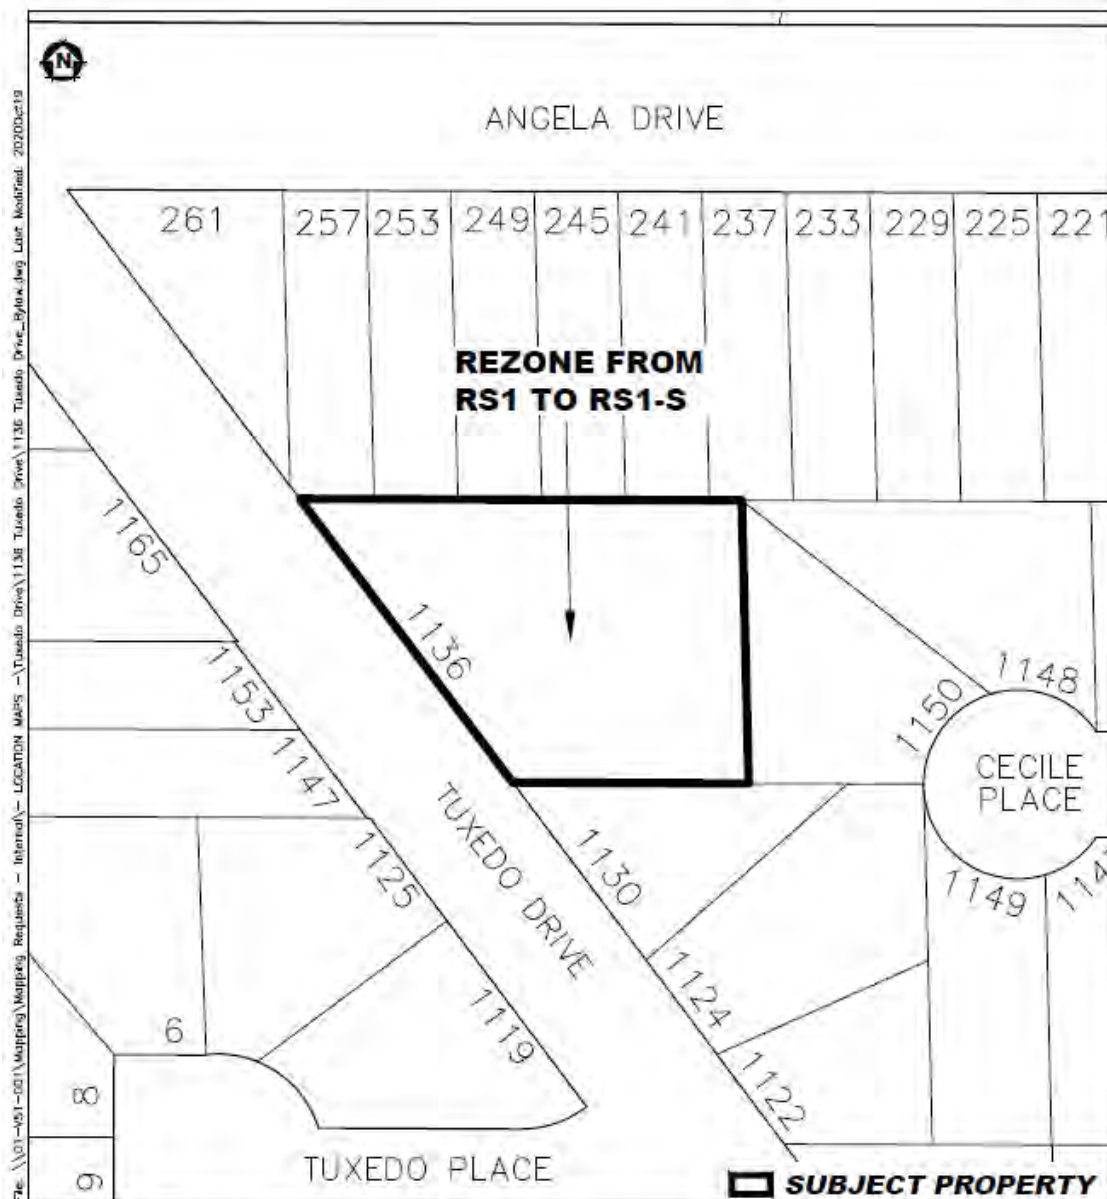 N
ANGELA DRIVE
261
257
253
249
245
241
237
233
229
225
221
REZONE FROM
RS1 TO RS1-S
1165
1136
1148
1153
1150
CECILE
PLACE
1147
TUXEDO DRIVE
1125
1130
1149
1119
1124
6
1122
8
9
TUXEDO PLACE
SUBJECT PROPERTY